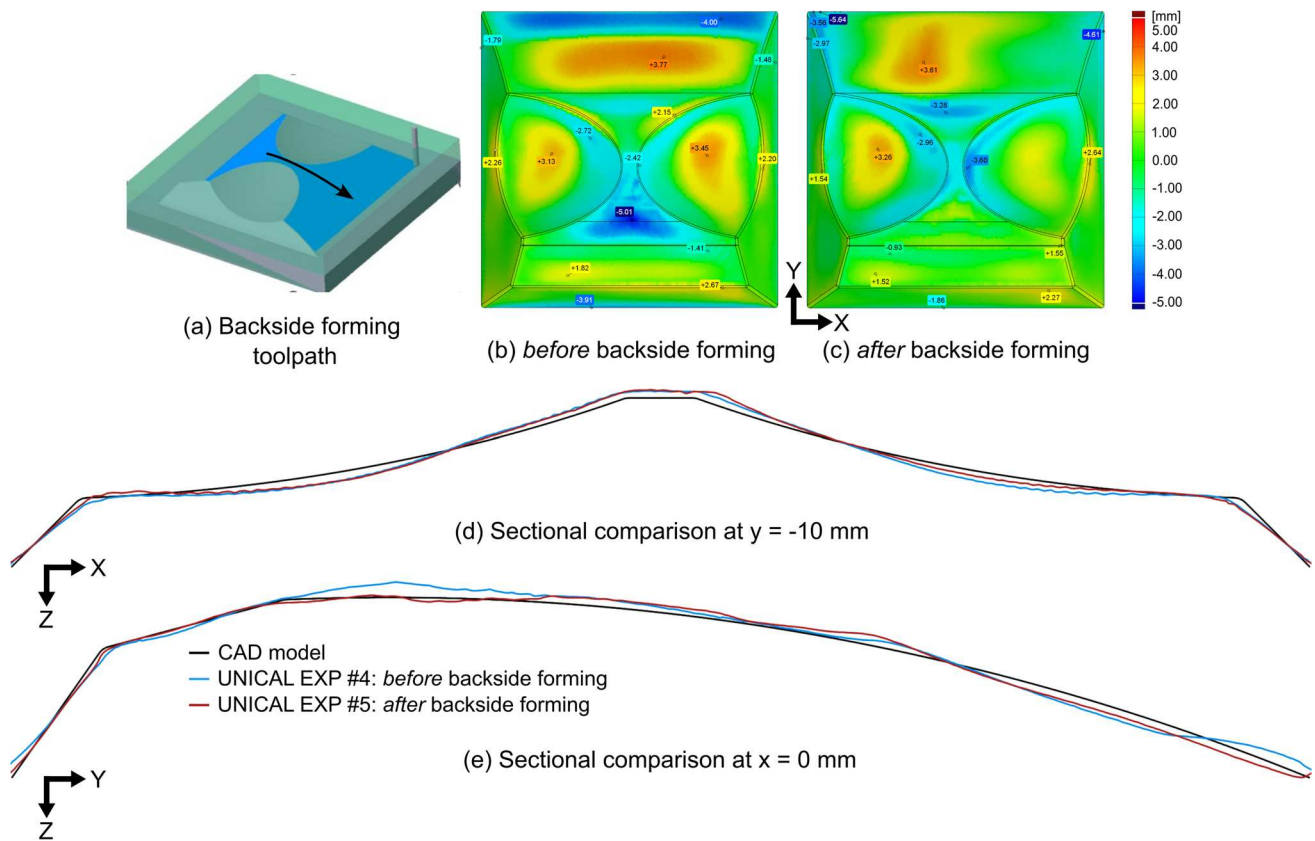 -4.00
-1.79
-1.48
+3.77
+2.15
-2.72
+3.45
-2.42
+3.13
+2.26
+2.20
-5.01
-1.41
+1.82
+2.67
-3.91
-5.64
-3.56
-4.61
-2.97
+3.61
-3.28
-2.96
+3.26
-3.60
+2.64
+1.54
-0.93
+1.55
+1.52
+2.27
-1.86
[mm]
5.00
4.00
3.00
2.00
1.00
0.00
-1.00
-2.00
-3.00
-4.00
-5.00
Y
X
(a) Backside forming
toolpath
(b) before backside forming
(c) after backside forming
(d) Sectional comparison at y = -10 mm
X
Z
CAD model
UNICAL EXP #4: before backside forming
UNICAL EXP #5: after backside forming
(e) Sectional comparison at x = 0 mm
Y
Z